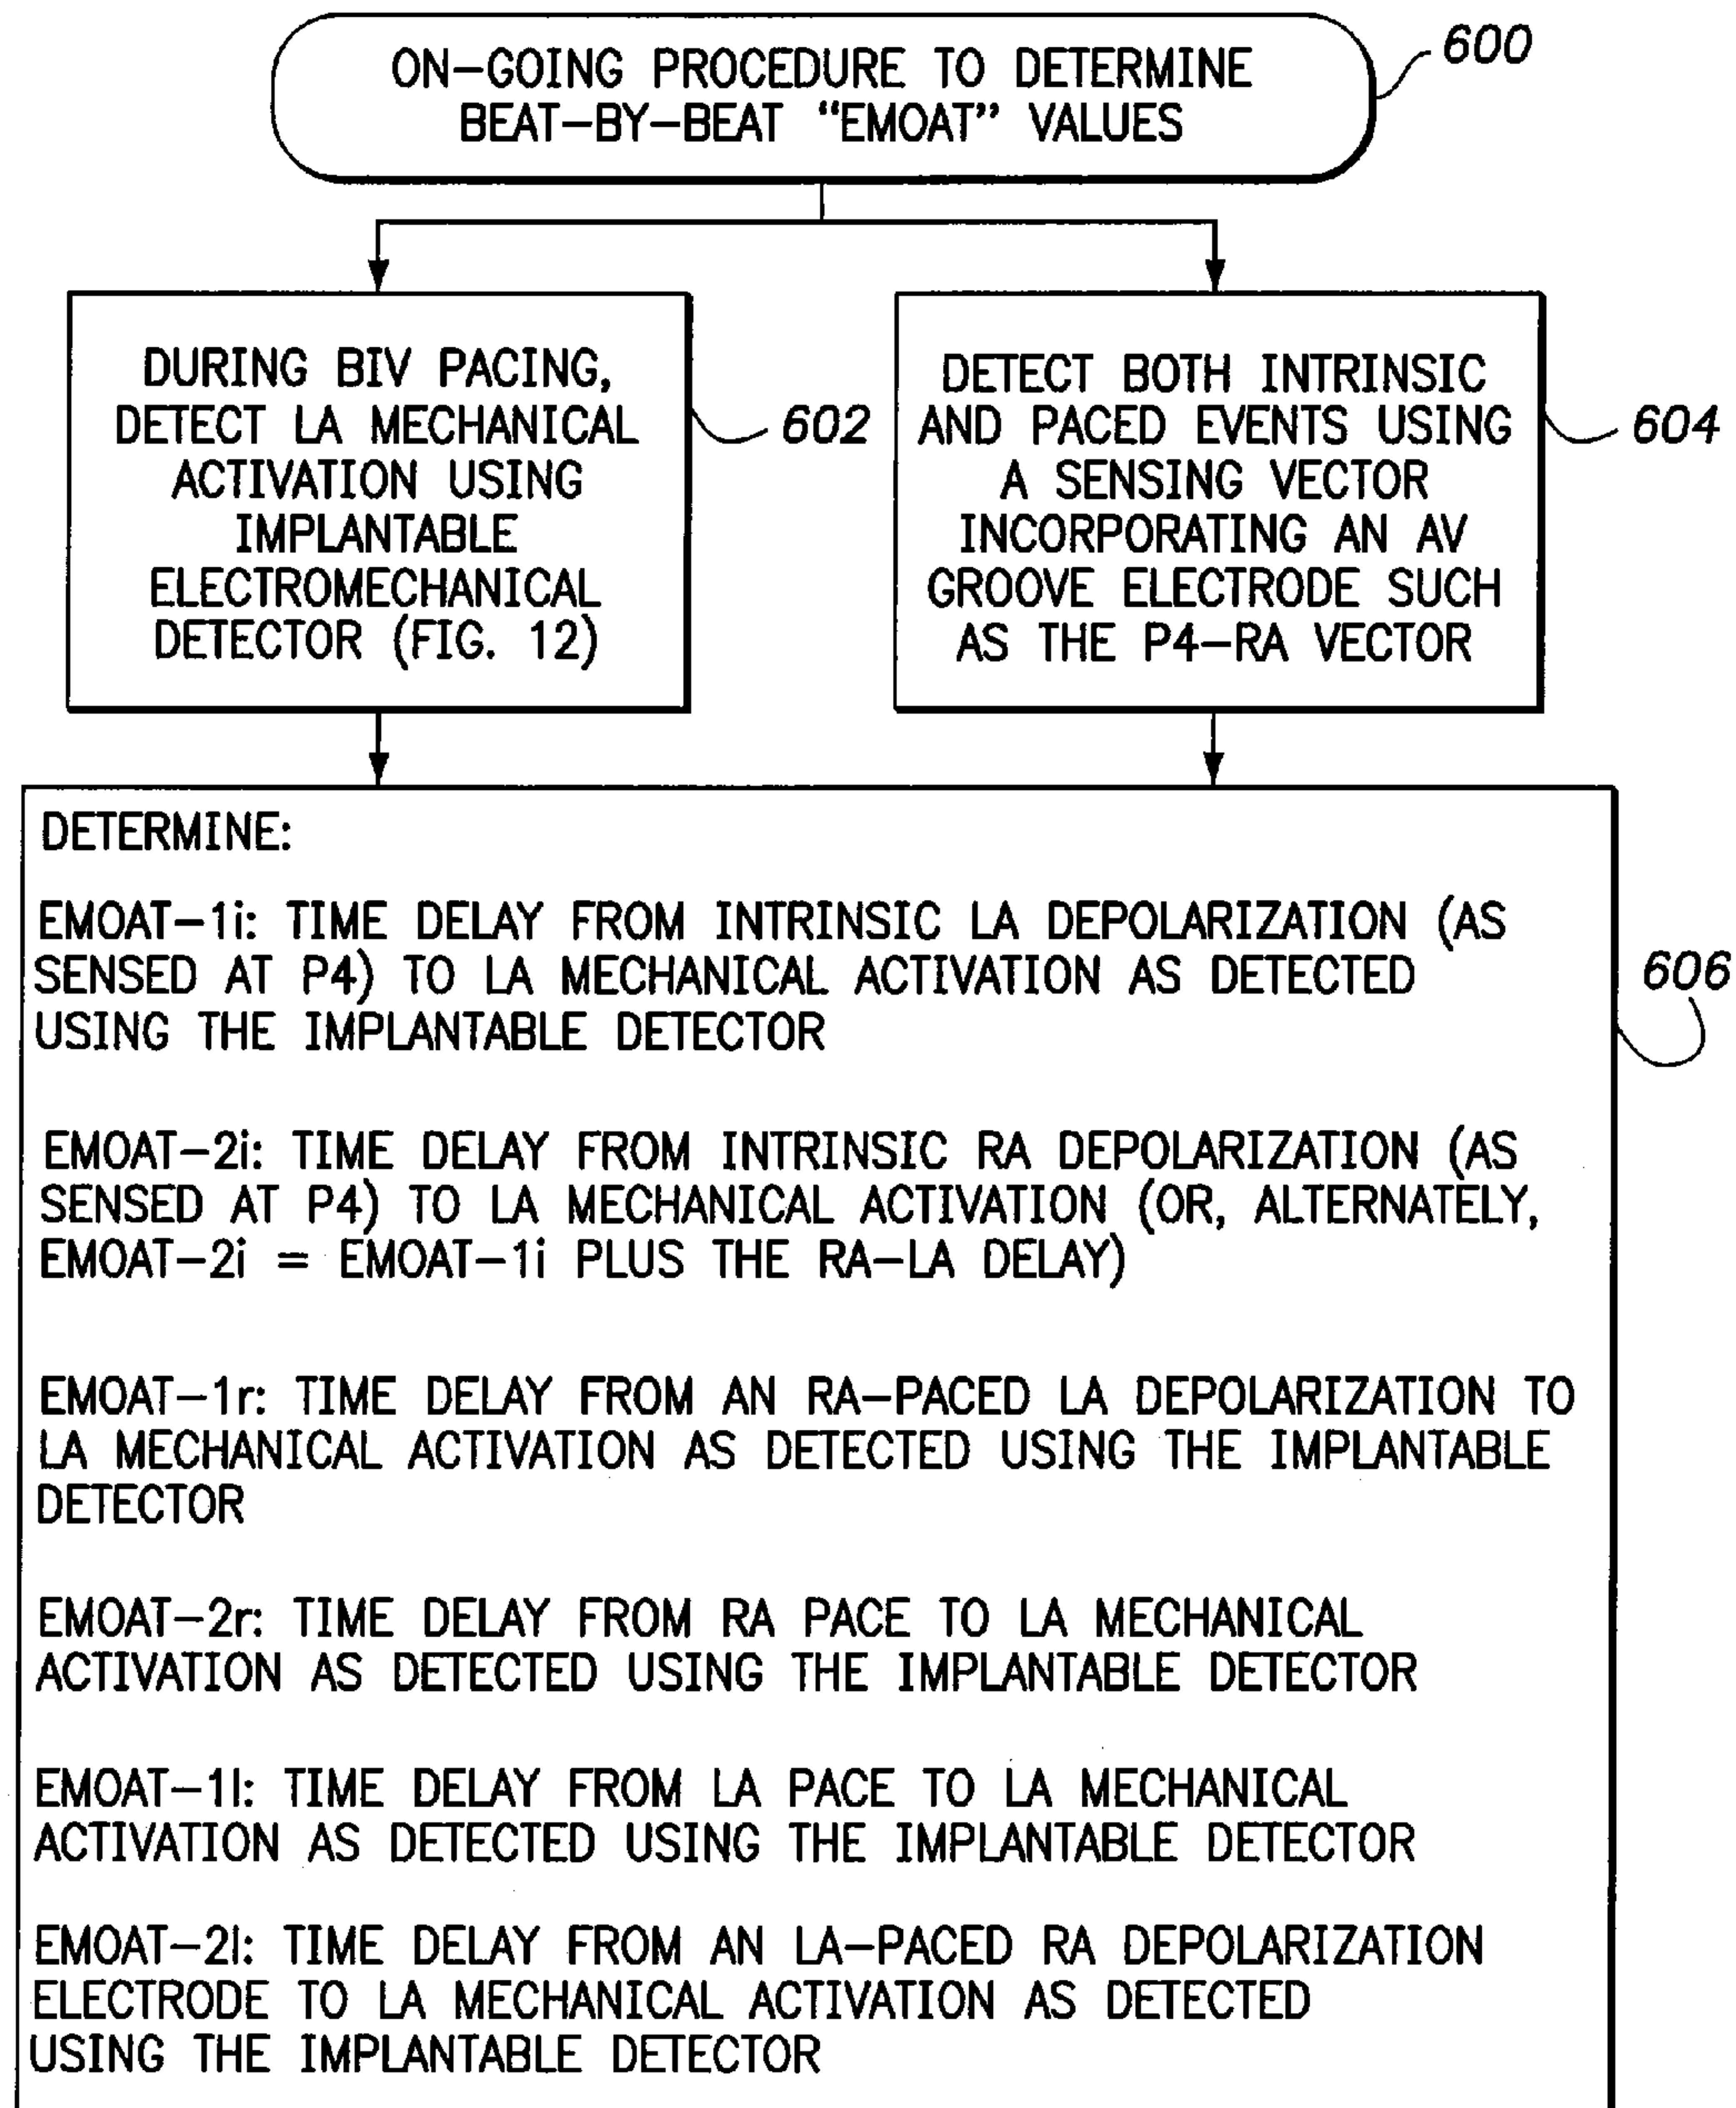 ON-GOING PROCEDURE TO DETERMINE
BEAT-BY-BEAT “EMOAT” VALUES
600
DURING BIV PACING,
DETECT LA MECHANICAL
ACTIVATION USING
IMPLANTABLE
ELECTROMECHANICAL
DETECTOR (FIG. 12)
602
DETECT BOTH INTRINSIC
AND PACED EVENTS USING
A SENSING VECTOR
INCORPORATING AN AV
GROOVE ELECTRODE SUCH
AS THE P4-RA VECTOR
604
DETERMINE:
EMOAT-1i: TIME DELAY FROM INTRINSIC LA DEPOLARIZATION (AS
SENSED AT P4) TO LA MECHANICAL ACTIVATION AS DETECTED
USING THE IMPLANTABLE DETECTOR
606
EMOAT-2i: TIME DELAY FROM INTRINSIC RA DEPOLARIZATION (AS
SENSED AT P4) TO LA MECHANICAL ACTIVATION (OR, ALTERNATELY,
EMOAT-2i = EMOAT-1i PLUS THE RA-LA DELAY)
EMOAT-1r: TIME DELAY FROM AN RA-PACED LA DEPOLARIZATION TO
LA MECHANICAL ACTIVATION AS DETECTED USING THE IMPLANTABLE
DETECTOR
EMOAT-2r: TIME DELAY FROM RA PACE TO LA MECHANICAL
ACTIVATION AS DETECTED USING THE IMPLANTABLE DETECTOR
EMOAT-1l: TIME DELAY FROM LA PACE TO LA MECHANICAL
ACTIVATION AS DETECTED USING THE IMPLANTABLE DETECTOR
EMOAT-2l: TIME DELAY FROM AN LA-PACED RA DEPOLARIZATION
ELECTRODE TO LA MECHANICAL ACTIVATION AS DETECTED
USING THE IMPLANTABLE DETECTOR